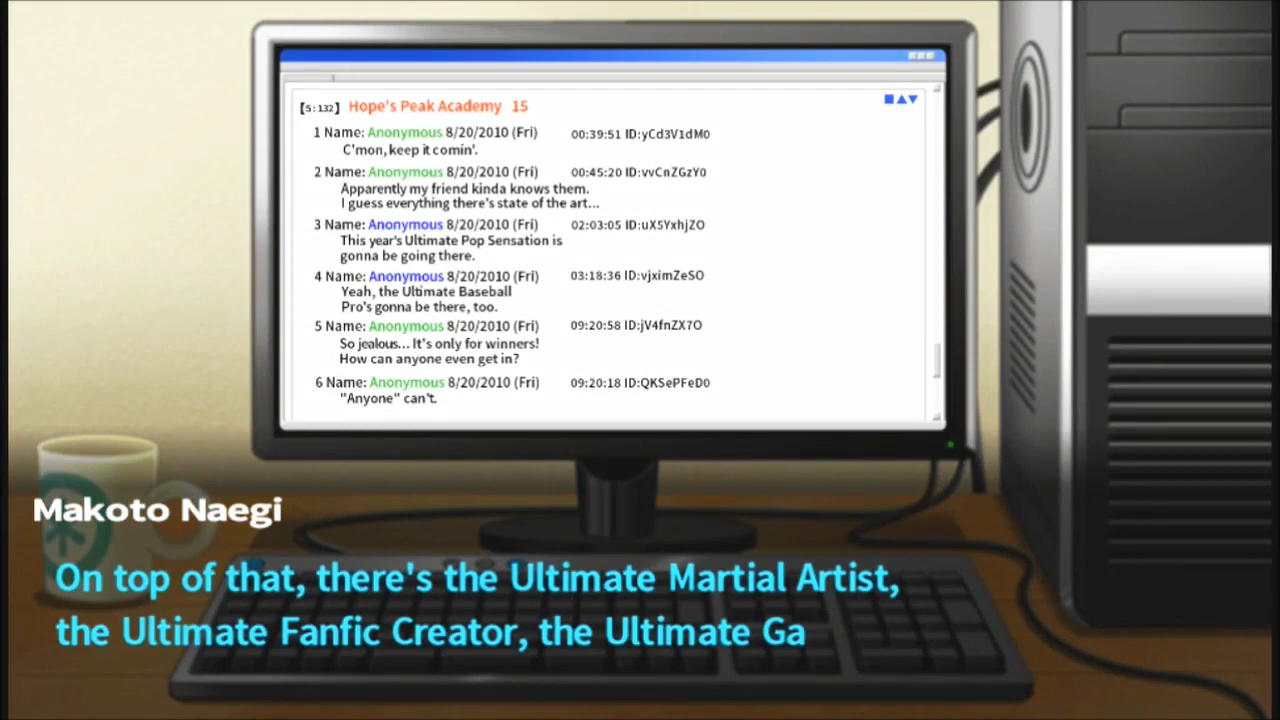 [5:132] Hope's Peak Academy 15
1 Name: Anonymous 8/20/2010 (Fri) 00:39:51 ID:yCd3V1dM0
C'mon, keep it comin'.
2 Name: Anonymous 8/20/2010 (Fri) 00:45:20 ID:vvCnZGzY0
Apparently my friend kinda knows them.
I guess everything there's state of the art...
3 Name: Anonymous 8/20/2010 (Fri) 02:03:05 ID:uX5YxhjZO
This year's Ultimate Pop Sensation is
gonna be going there.
4 Name: Anonymous 8/20/2010 (Fri) 03:18:36 ID:vjximZeSO
Yeah, the Ultimate Baseball
Pro's gonna be there, too.
5 Name: Anonymous 8/20/2010 (Fri) 09:20:58 ID:jV4fnZX7O
So jealous... It's only for winners!
How can anyone even get in?
6 Name: Anonymous 8/20/2010 (Fri) 09:20:18 ID:QKSePFeD0
"Anyone" can't.
Makoto Naegi
On top of that, there's the Ultimate Martial Artist,
the Ultimate Fanfic Creator, the Ultimate Ga